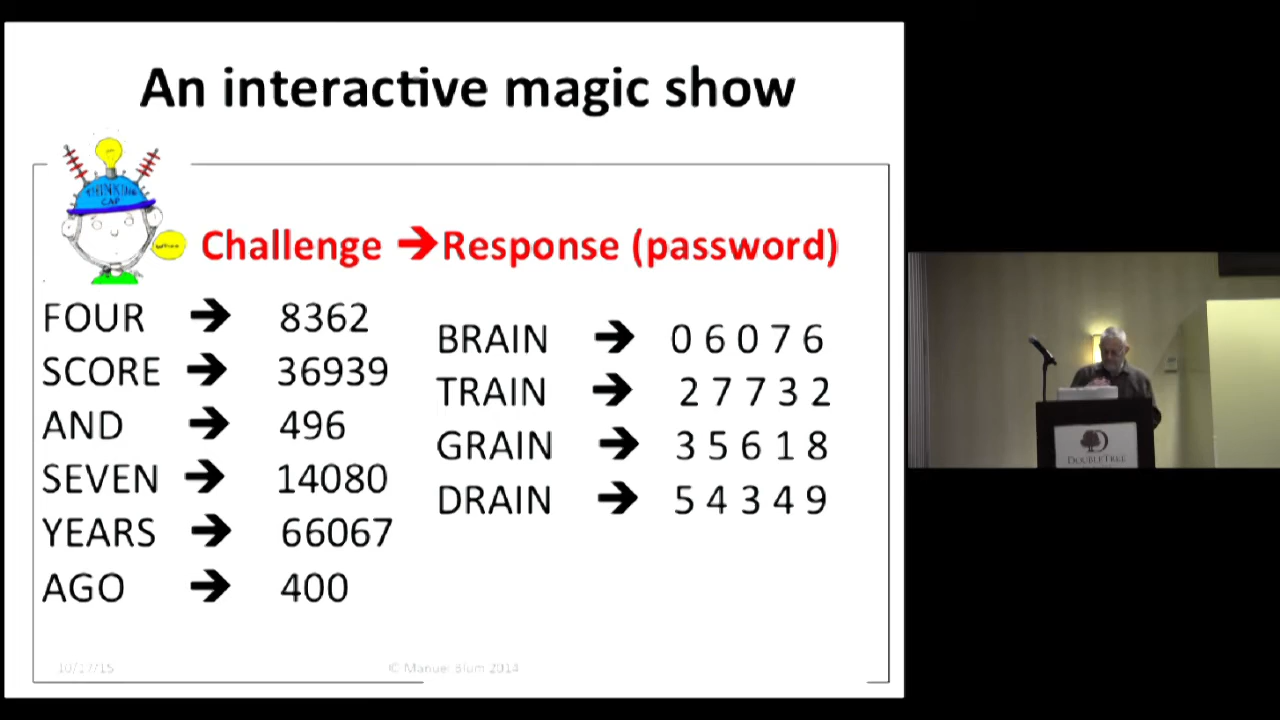 An interactive magic show
THINKING
CAP
Challenge ➔ Response (password)
FOUR ➔ 8362
SCORE ➔ 36939
AND ➔ 496
SEVEN ➔ 14080
YEARS ➔ 66067
AGO ➔ 400
BRAIN ➔ 0 6 0 7 6
TRAIN ➔ 2 7 7 3 2
GRAIN ➔ 3 5 6 1 8
DRAIN ➔ 5 4 3 4 9
10/17/15
© Manuel Blum 2014
DOUBLETREE